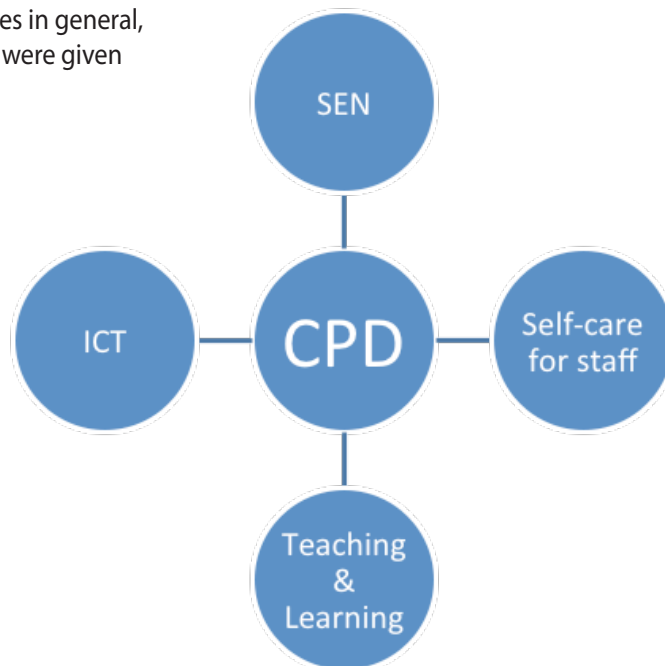 es in general,
were given
SEN
ICT
CPD
Self-care
for staff
Teaching
&
Learning